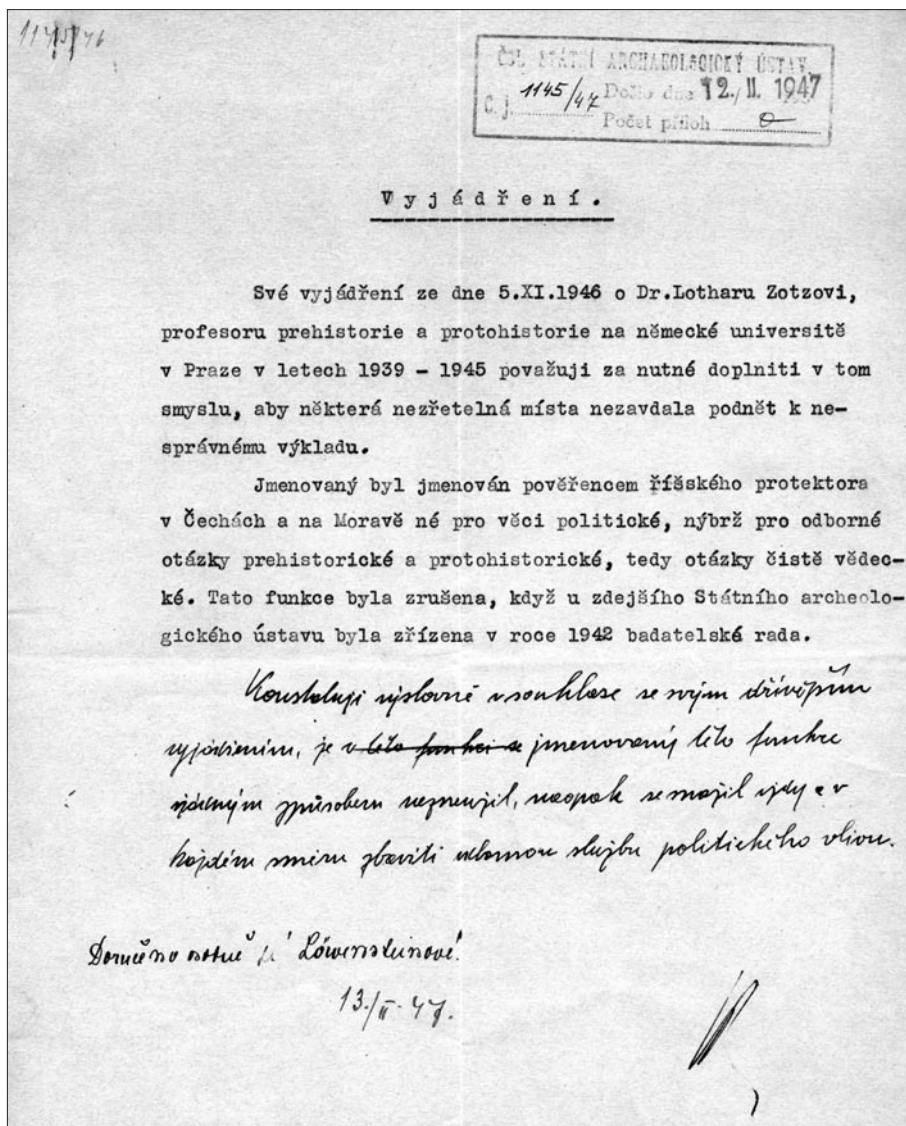 ČSL. STÁTNÍ ARCHAEOLOGICKÝ ÚSTAV
Č. j. 1145/47 Došlo dne 12. II. 1947
Počet příloh 0
Vyjádření.
Své vyjádření ze dne 5.XI.1946 o Dr.Lotharu Zotzovi,
profesoru prehistorie a protohistorie na německé universitě
v Praze v letech 1939 - 1945 považuji za nutné doplniti v tom
smyslu, aby některá nezřetelná místa nezavdala podnět k ne-
správnému výkladu.
Jmenovaný byl jmenován pověřencem říšského protektora
v Čechách a na Moravě né pro věci politické, nýbrž pro odborné
otázky prehistorické a protohistorické, tedy otázky čistě vědec-
ké. Tato funkce byla zrušena, když u zdejšího Státního archeolo-
gického ústavu byla zřízena v roce 1942 badatelské rada.
Konstatuji výslovně v souhlase se svým dřívějším
vyjádřením, že v této funkci se jmenovaný této funkce
žádným způsobem nezneužil, naopak se snažil vždy a v
každém směru zbaviti službu politického vlivu.
Doručeno osobně Löwensteinové.
13./II. 47.